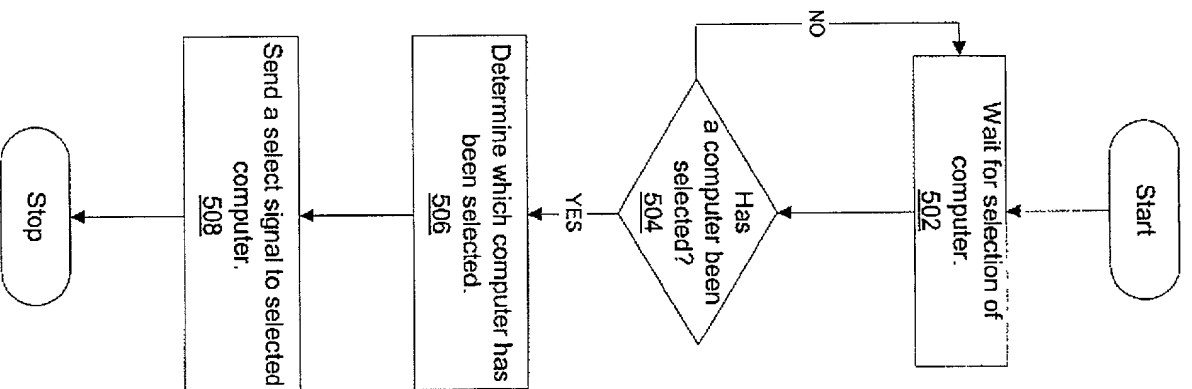 Start
Wait for selection of
computer.
502
NO
Has
a computer been
selected?
504
YES
Determine which computer has
been selected.
506
Send a select signal to selected
computer.
508
Stop